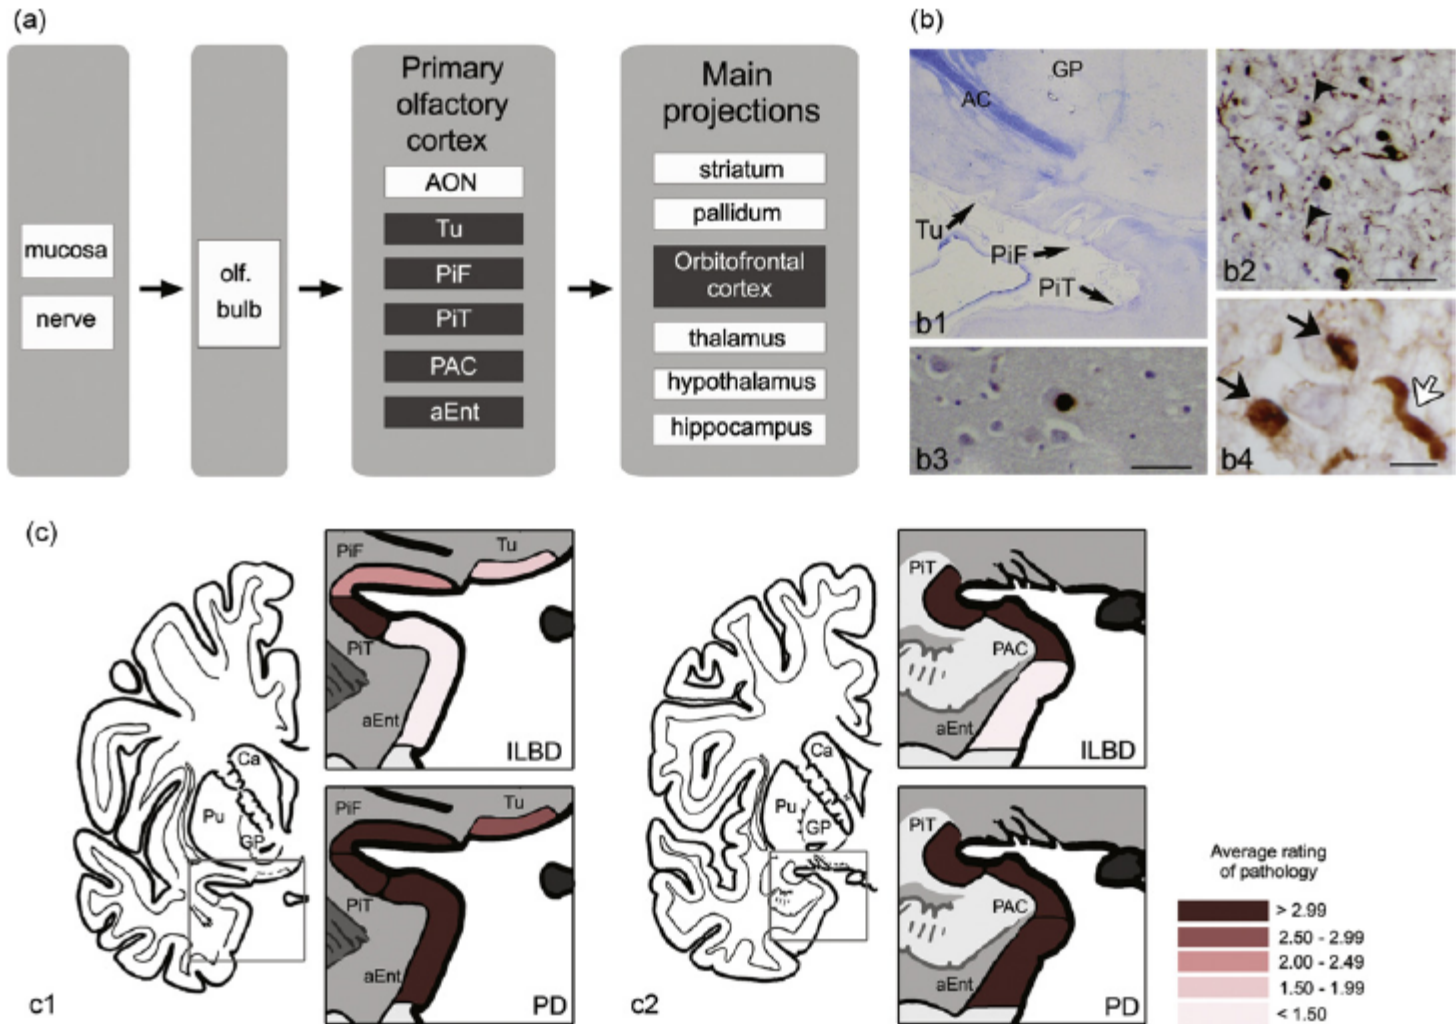 (a)
mucosa
nerve
olf.
bulb
Primary
olfactory
cortex
AON
Tu
PiF
PiT
PAC
aEnt
Main
projections
striatum
pallidum
Orbitofrontal
cortex
thalamus
hypothalamus
hippocampus
(b)
GP
AC
Tu
PiF
PiT
b1
b2
b3
b4
(c)
Ca
Pu
GP
c1
PiF
Tu
PiT
aEnt
ILBD
PiF
Tu
PiT
aEnt
PD
Ca
Pu
GP
c2
PiT
PAC
aEnt
ILBD
PiT
PAC
aEnt
PD
Average rating
of pathology
> 2.99
2.50 - 2.99
2.00 - 2.49
1.50 - 1.99
< 1.50